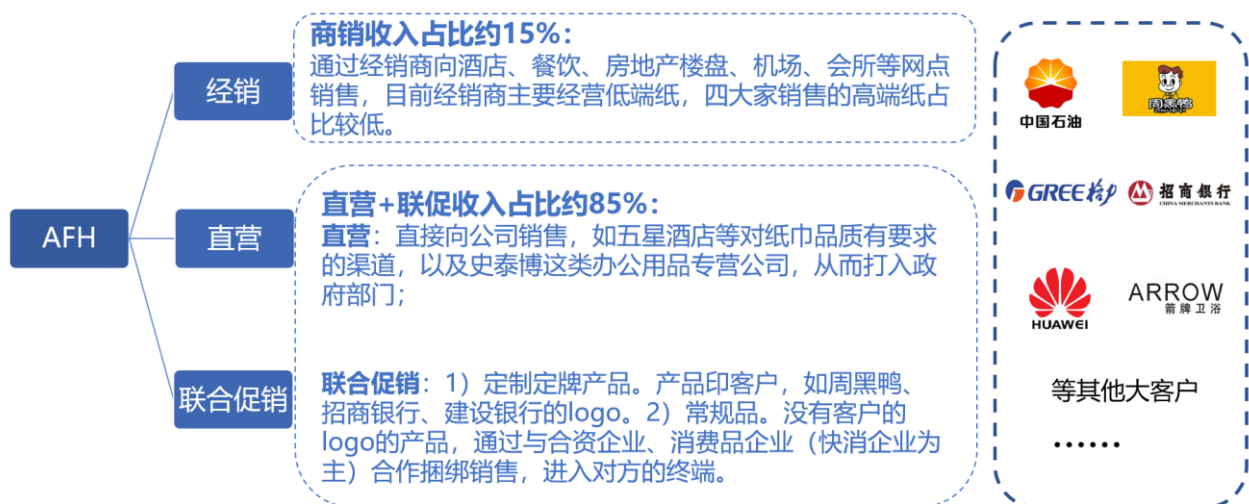 AFH
经销
商销收入占比约15%：
通过经销商向酒店、餐饮、房地产楼盘、机场、会所等网点
销售，目前经销商主要经营低端纸，四大家销售的高端纸占
比较低。
直营
直营+联促收入占比约85%：
直营：直接向公司销售，如五星酒店等对纸巾品质有要求
的渠道，以及史泰博这类办公用品专营公司，从而打入政
府部门；
联合促销
联合促销：1）定制定牌产品。产品印客户，如周黑鸭、
招商银行、建设银行的logo。2）常规品。没有客户的
logo的产品，通过与合资企业、消费品企业（快消企业为
主）合作捆绑销售，进入对方的终端。
中国石油
周黑鸭
GREE格力
招商银行
CHINA MERCHANTS BANK
HUAWEI
ARROW
箭牌卫浴
等其他大客户
······